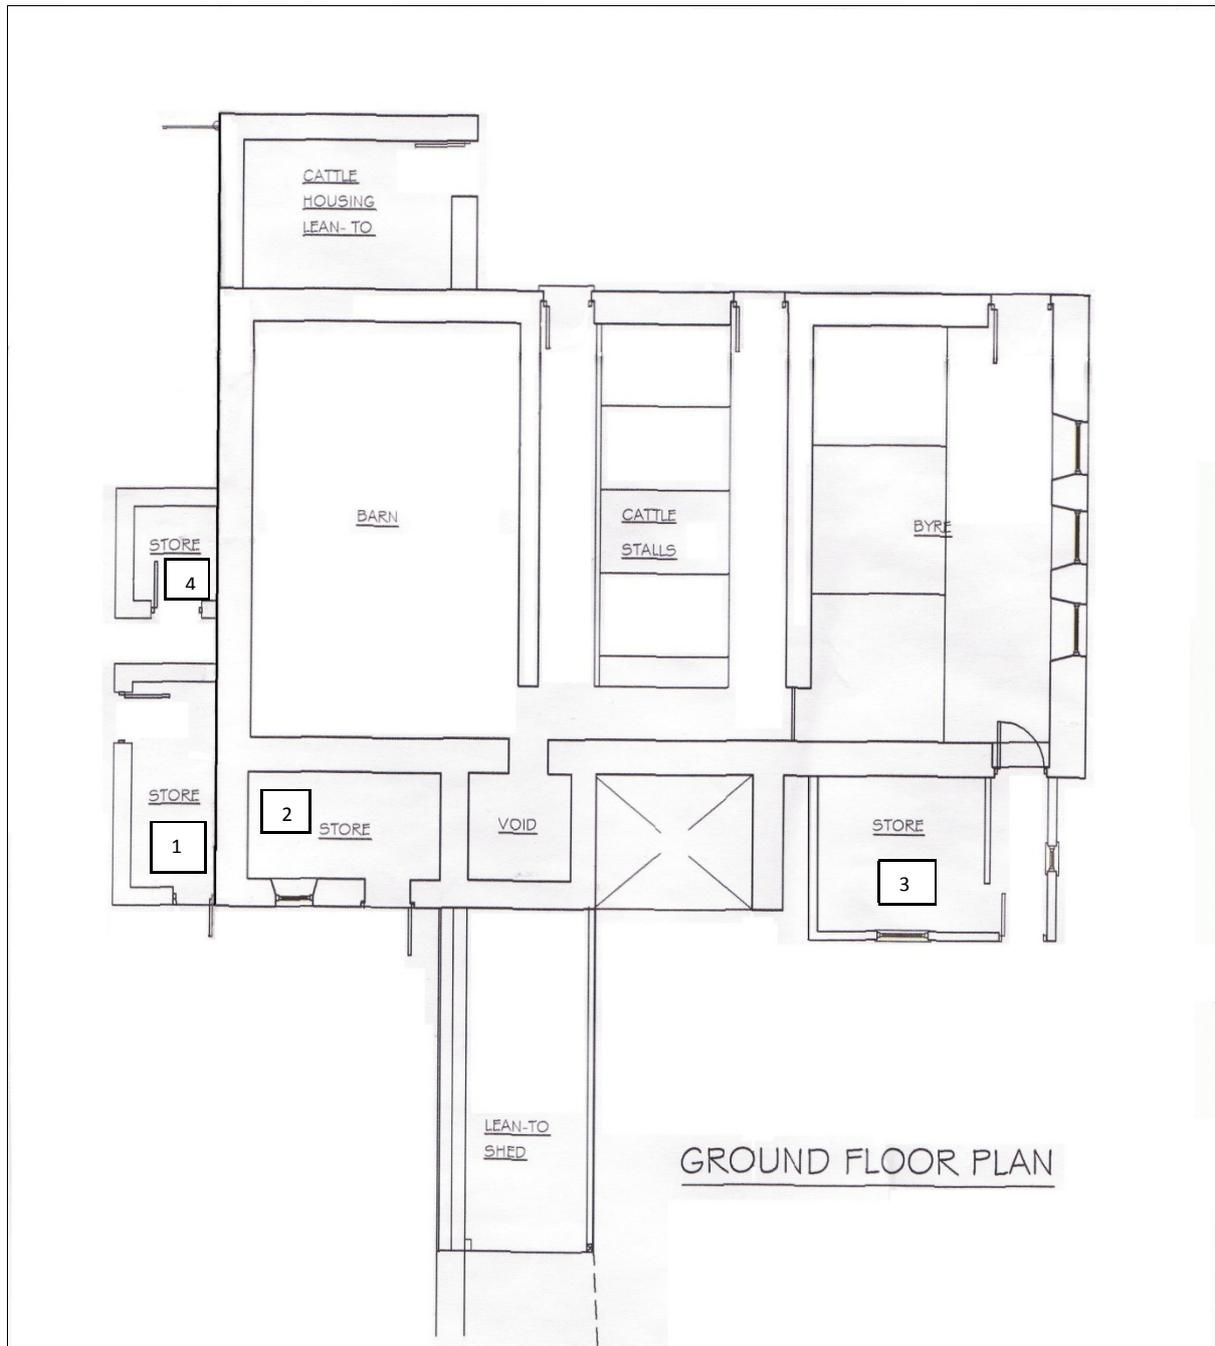 CATTLE
HOUSING
LEAN- TO
BARN
CATTLE
STALLS
BYRE
STORE
4
STORE
1
2
STORE
VOID
STORE
3
LEAN-TO
SHED
GROUND FLOOR PLAN